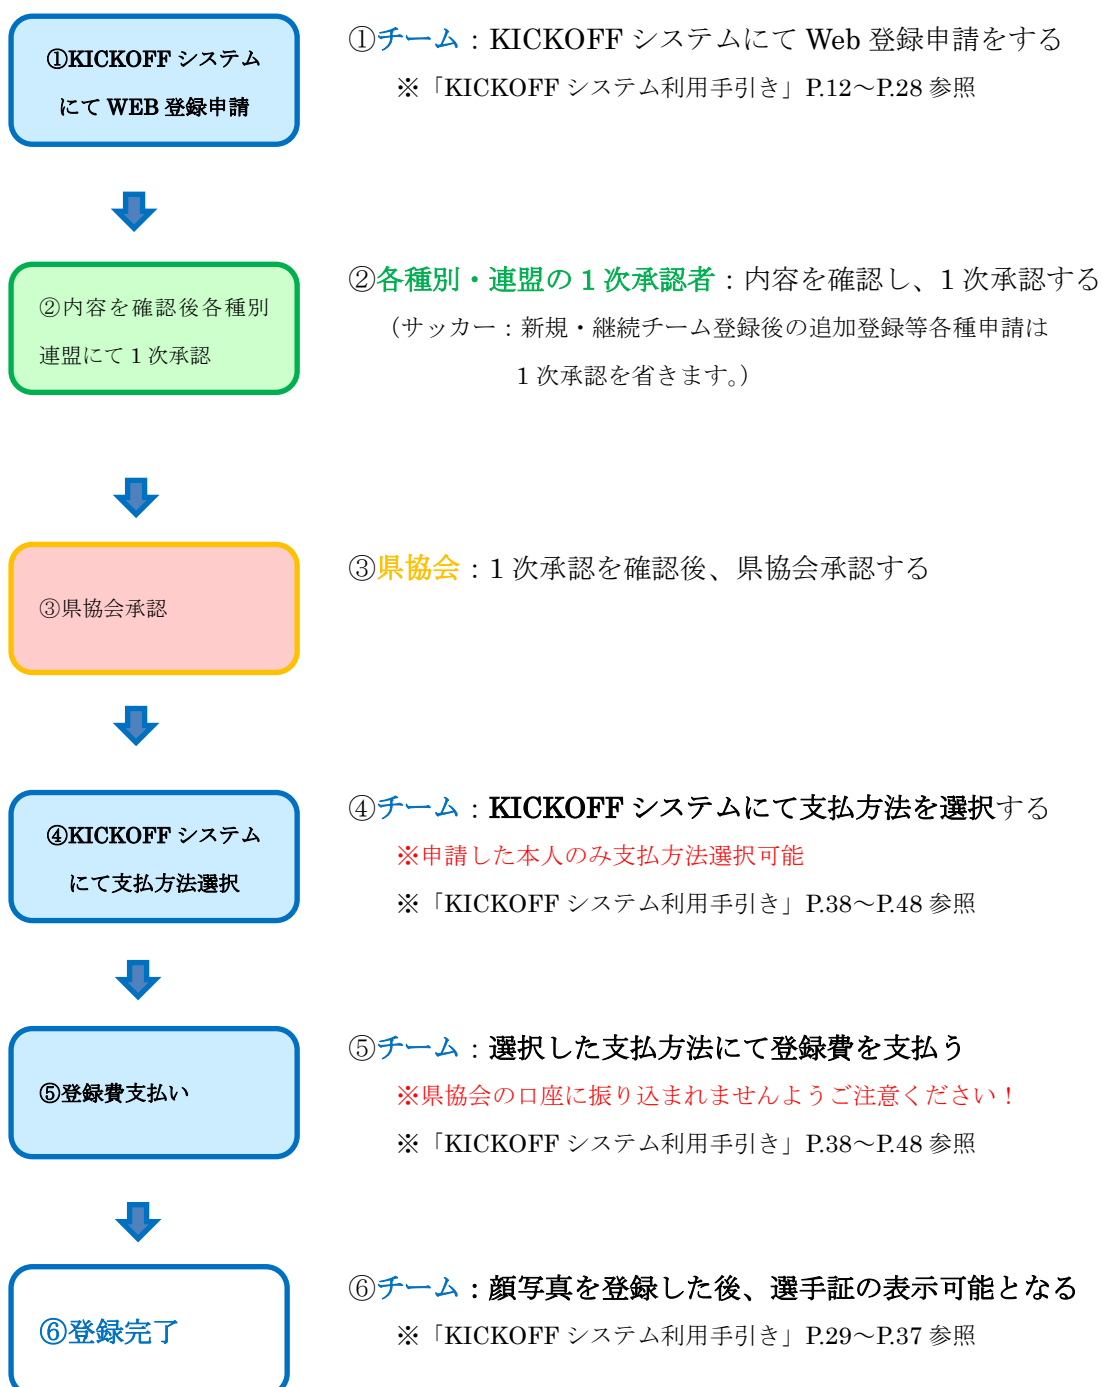 ①KICKOFF システム
にて WEB 登録申請
①チーム：KICKOFF システムにて Web 登録申請をする
※「KICKOFF システム利用手引き」P.12～P.28 参照
②内容を確認後各種別
連盟にて 1 次承認
②各種別・連盟の 1 次承認者：内容を確認し、1 次承認する
（サッカー：新規・継続チーム登録後の追加登録等各種申請は
1 次承認を省きます。）
③県協会承認
③県協会：1 次承認を確認後、県協会承認する
④KICKOFF システム
にて支払方法選択
④チーム：KICKOFF システムにて支払方法を選択する
※申請した本人のみ支払方法選択可能
※「KICKOFF システム利用手引き」P.38～P.48 参照
⑤登録費支払い
⑤チーム：選択した支払方法にて登録費を支払う
※県協会の口座に振り込まれませんようご注意ください！
※「KICKOFF システム利用手引き」P.38～P.48 参照
⑥登録完了
⑥チーム：顔写真を登録した後、選手証の表示可能となる
※「KICKOFF システム利用手引き」P.29～P.37 参照